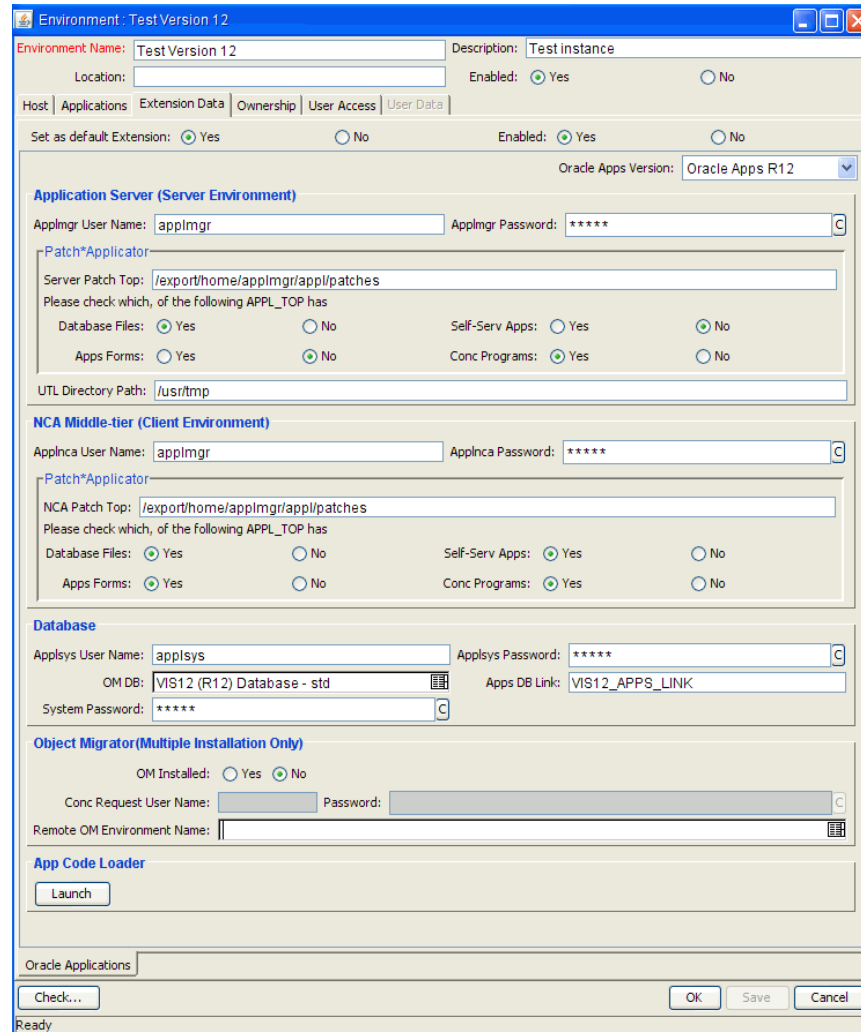 Environment : Test Version 12
Environment Name: Test Version 12 Description: Test instance
Location: Enabled: Yes No
Host Applications Extension Data Ownership User Access User Data
Set as default Extension: Yes No Enabled: Yes No
Oracle Apps Version: Oracle Apps R12
Application Server (Server Environment)
Applmgr User Name: applmgr Applmgr Password: ***** C
Patch*Applicator
Server Patch Top: /export/home/applmgr/appl/patches
Please check which, of the following APPL_TOP has
Database Files: Yes No Self-Serv Apps: Yes No
Apps Forms: Yes No Conc Programs: Yes No
UTL Directory Path: /usr/tmp
NCA Middle-tier (Client Environment)
Applnca User Name: applmgr Applnca Password: ***** C
Patch*Applicator
NCA Patch Top: /export/home/applmgr/appl/patches
Please check which, of the following APPL_TOP has
Database Files: Yes No Self-Serv Apps: Yes No
Apps Forms: Yes No Conc Programs: Yes No
Database
Applsys User Name: applsys Applsys Password: ***** C
OM DB: VIS12 (R12) Database - std Apps DB Link: VIS12_APPS_LINK
System Password: ***** C
Object Migrator(Multiple Installation Only)
OM Installed: Yes No
Conc Request User Name: Password: C
Remote OM Environment Name:
App Code Loader
Launch
Oracle Applications
Check... OK Save Cancel
Ready